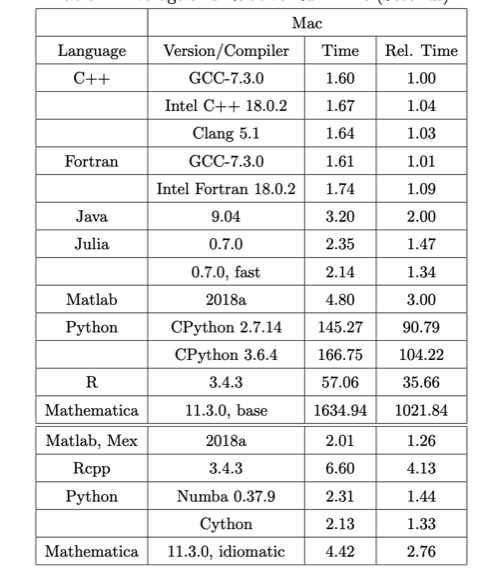 Mac
Language Version/Compiler Time Rel. Time
C++ GCC-7.3.0 1.60 1.00
Intel C++ 18.0.2 1.67 1.04
Clang 5.1 1.64 1.03
Fortran GCC-7.3.0 1.61 1.01
Intel Fortran 18.0.2 1.74 1.09
Java 9.04 3.20 2.00
Julia 0.7.0 2.35 1.47
0.7.0, fast 2.14 1.34
Matlab 2018a 4.80 3.00
Python CPython 2.7.14 145.27 90.79
CPython 3.6.4 166.75 104.22
R 3.4.3 57.06 35.66
Mathematica 11.3.0, base 1634.94 1021.84
Matlab, Mex 2018a 2.01 1.26
Rcpp 3.4.3 6.60 4.13
Python Numba 0.37.9 2.31 1.44
Cython 2.13 1.33
Mathematica 11.3.0, idiomatic 4.42 2.76